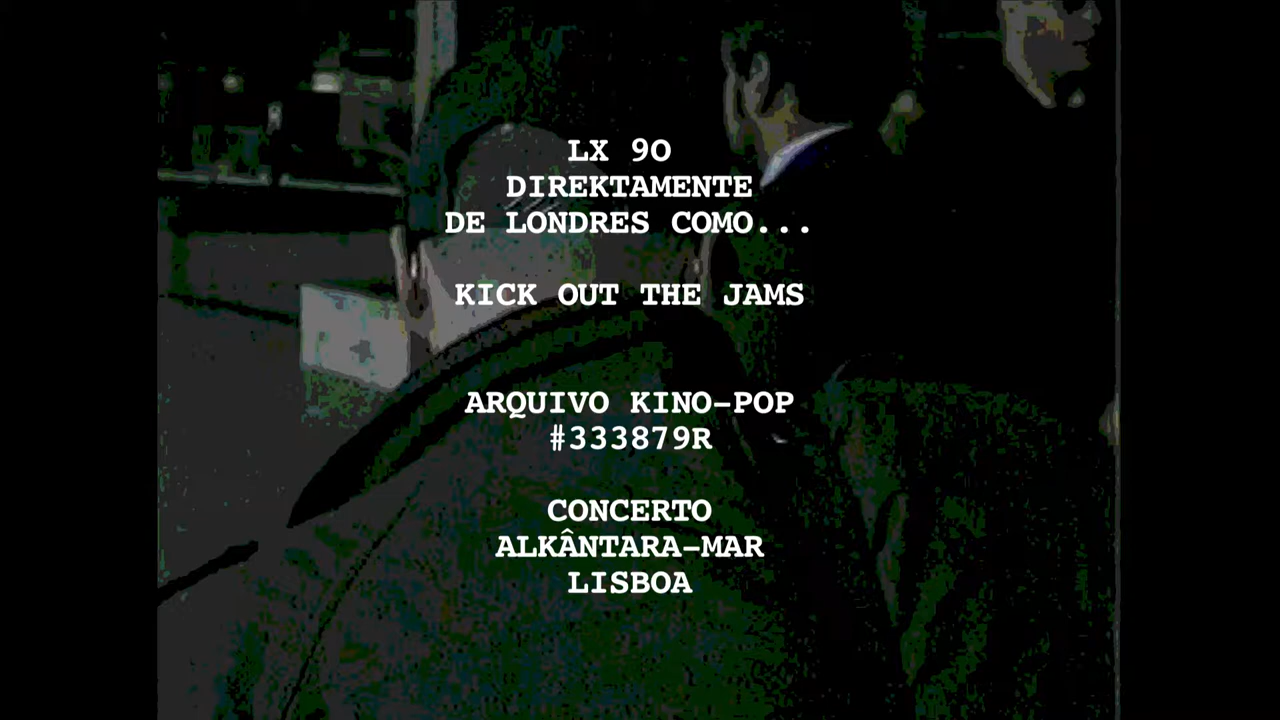 LX 90
DIREKTAMENTE
DE LONDRES COMO...
KICK OUT THE JAMS
ARQUIVO KINO-POP
#333879R
CONCERTO
ALKÂNTARA-MAR
LISBOA